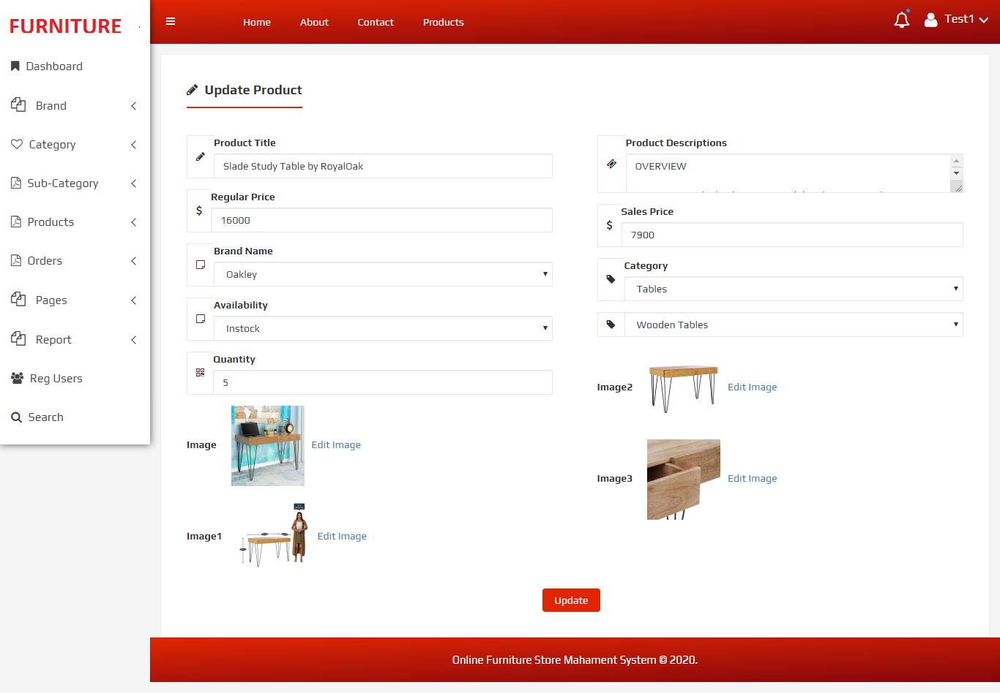 FURNITURE
Home About Contact Products
Test1
Dashboard
Brand
Category
Sub-Category
Products
Orders
Pages
Report
Reg Users
Search
Update Product
Product Title
Slade Study Table by RoyalOak
Regular Price
16000
Brand Name
Oakley
Availability
Instock
Quantity
5
Image
Edit Image
Image1
Edit Image
Product Descriptions
OVERVIEW
Sales Price
7900
Category
Tables
Wooden Tables
Image2
Edit Image
Image3
Edit Image
Update
Online Furniture Store Mahament System © 2020.